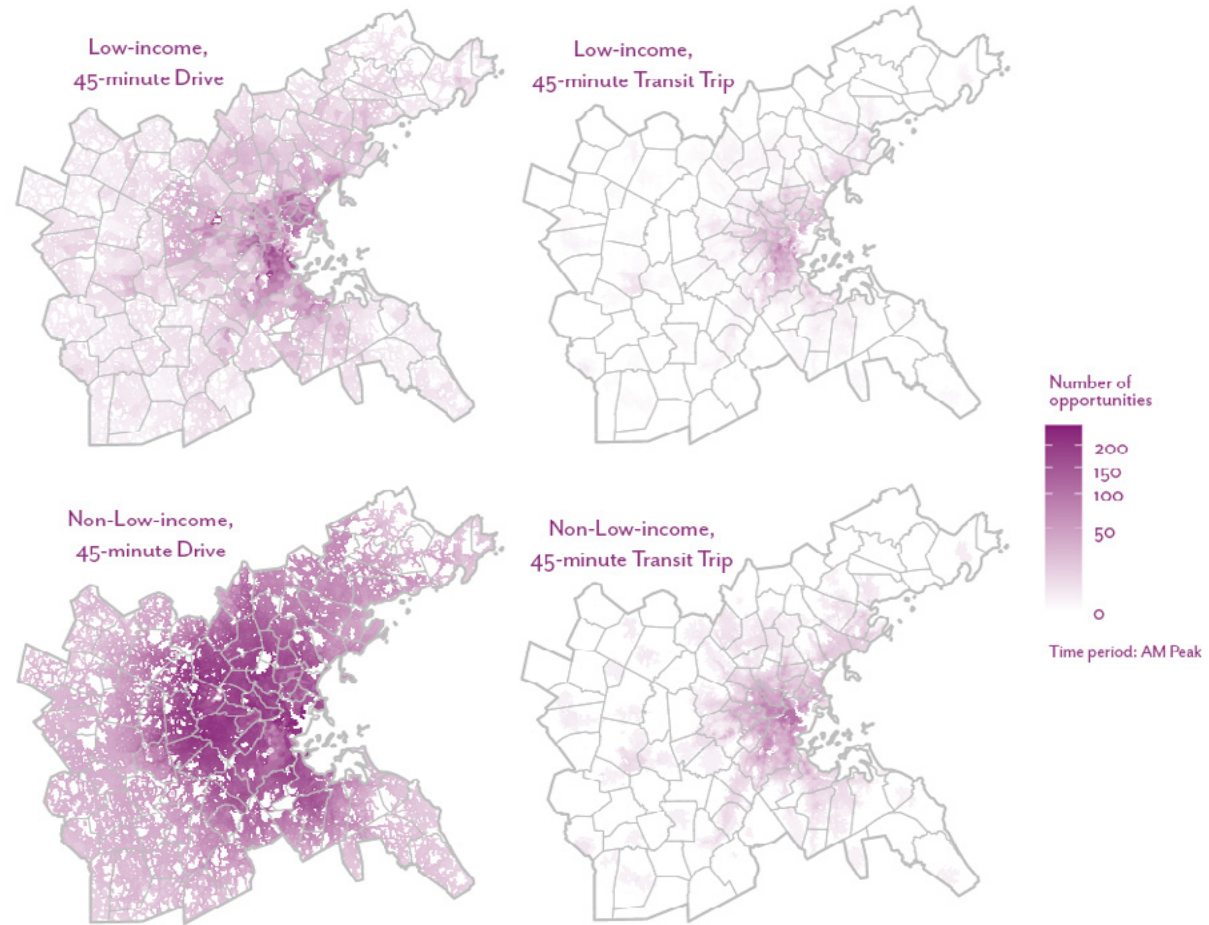 Low-income,
45-minute Drive
Low-income,
45-minute Transit Trip
Number of
opportunities
200
150
100
50
0
Time period: AM Peak
Non-Low-income,
45-minute Drive
Non-Low-income,
45-minute Transit Trip